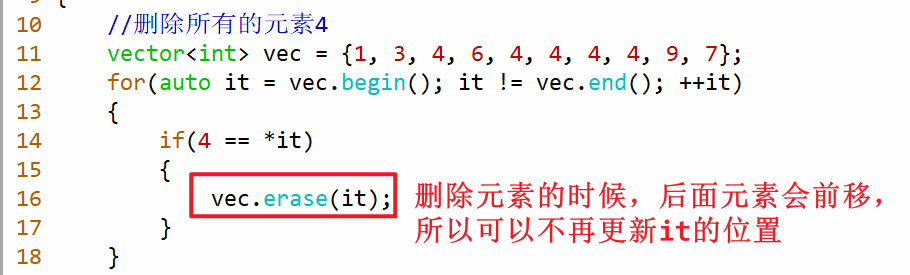 10 //删除所有的元素4
11 vector<int> vec = {1, 3, 4, 6, 4, 4, 4, 4, 9, 7};
12 for(auto it = vec.begin(); it != vec.end(); ++it)
13 {
14 if(4 == *it)
15 {
16 vec.erase(it); 删除元素的时候，后面元素会前移，
17 } 所以可以不再更新it的位置
18 }